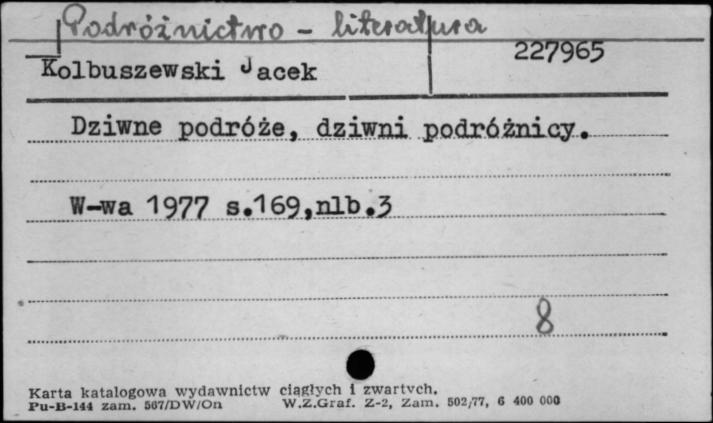 Podróżnictwo - literatura
227965
Kolbuszewski Jacek
Dziwne podróże, dziwni podróżnicy.
W-wa 1977 s.169,nlb.3
8
Karta katalogowa wydawnictw ciągłych i zwartych.
Pu-B-144 zam. 567/DW/On W.Z.Graf. Z-2, Zam. 502/77, 6 400 000